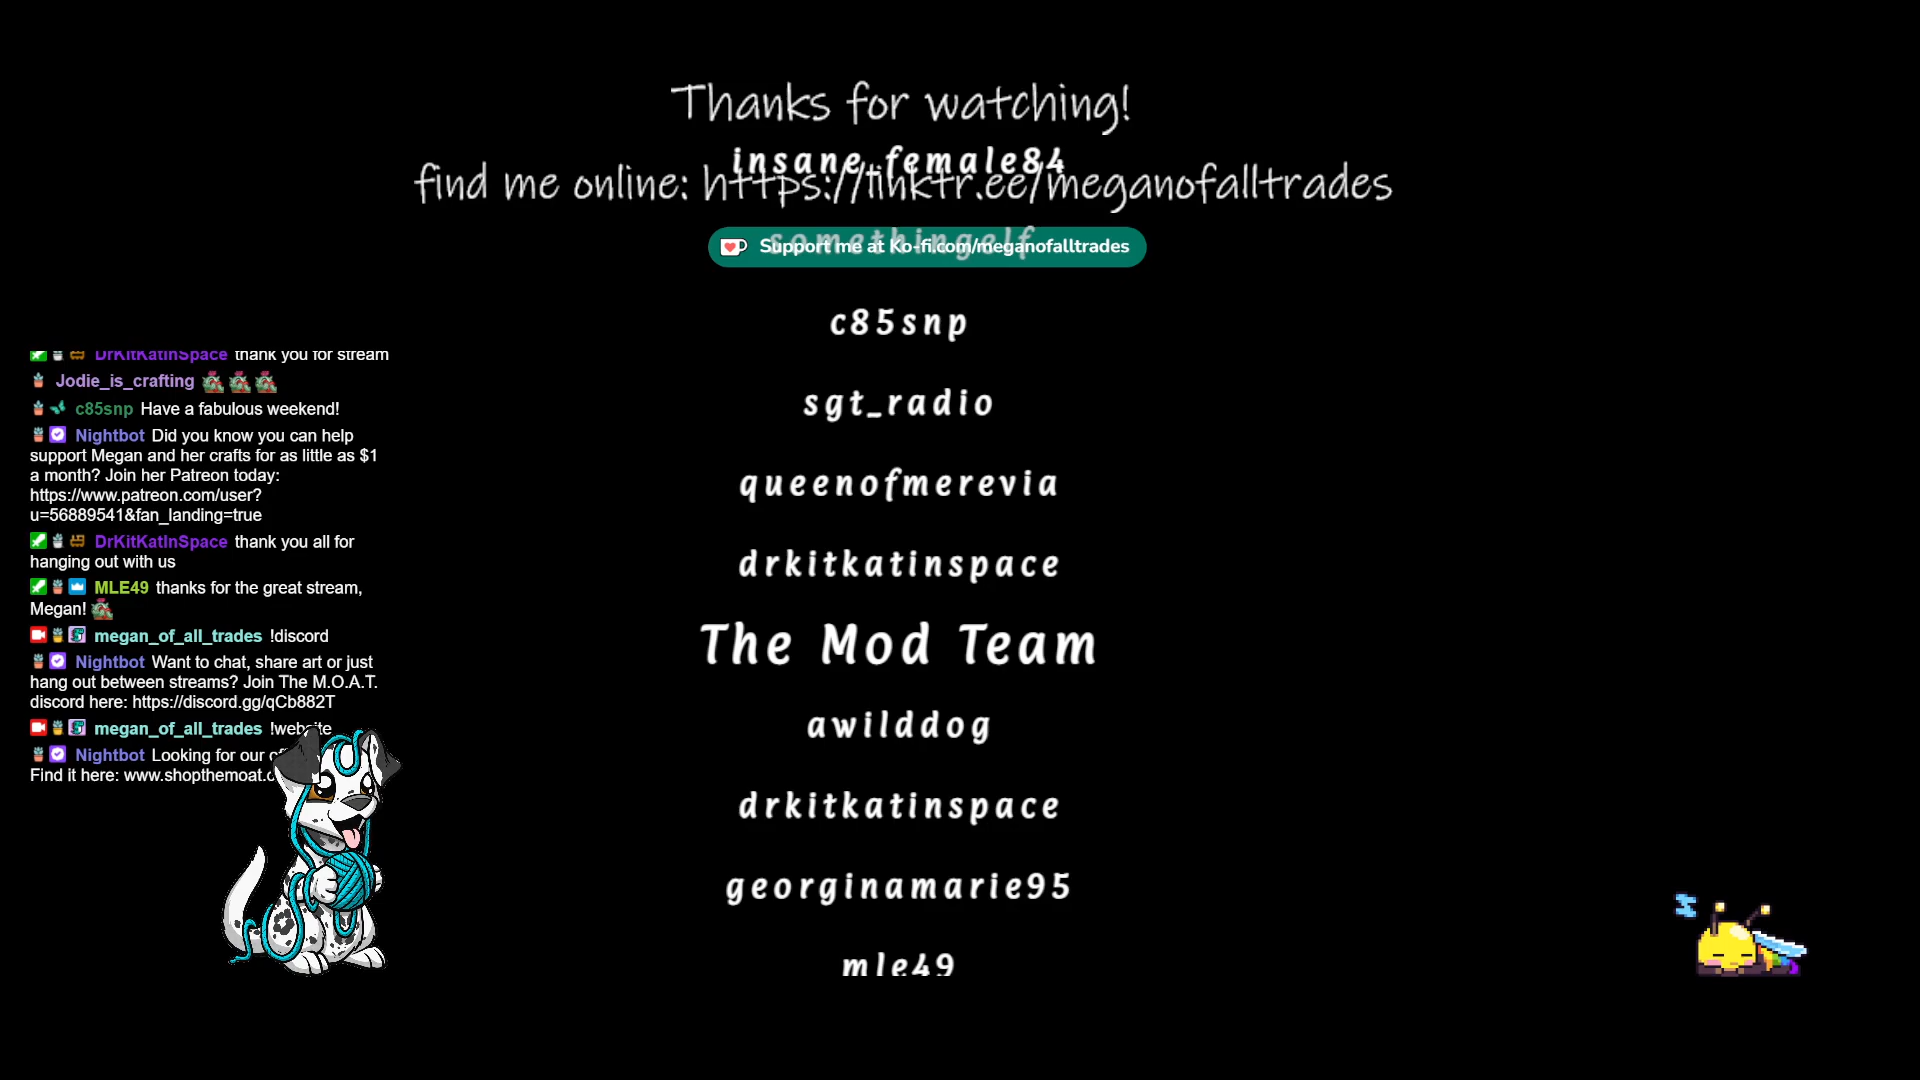 Thanks for watching!
insane_female84
find me online: https://linktr.ee/meganofalltrades
somethingelf
Support me at Ko-fi.com/meganofalltrades
c85snp
sgt_radio
queenofmerevia
drkitkatinspace
The Mod Team
awilddog
drkitkatinspace
georginamarie95
mle49
DrKitKatInSpace thank you for stream
Jodie_is_crafting
c85snp Have a fabulous weekend!
Nightbot Did you know you can help
support Megan and her crafts for as little as $1
a month? Join her Patreon today:
https://www.patreon.com/user?
u=56889541&fan_landing=true
DrKitKatInSpace thank you all for
hanging out with us
MLE49 thanks for the great stream,
Megan!
megan_of_all_trades !discord
Nightbot Want to chat, share art or just
hang out between streams? Join The M.O.A.T.
discord here: https://discord.gg/qCb882T
megan_of_all_trades !website
Nightbot Looking for our
Find it here: www.shopthemoat.c